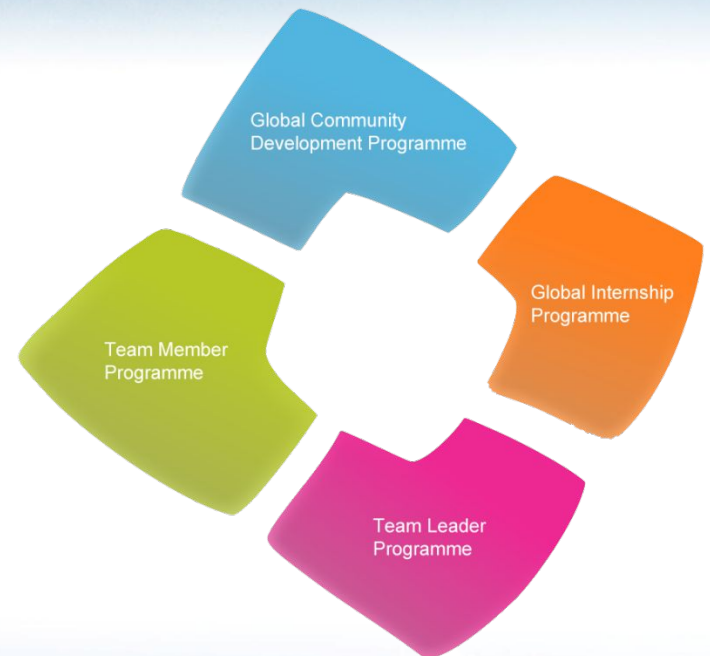 Global Community
Development Programme
Global Internship
Programme
Team Member
Programme
Team Leader
Programme